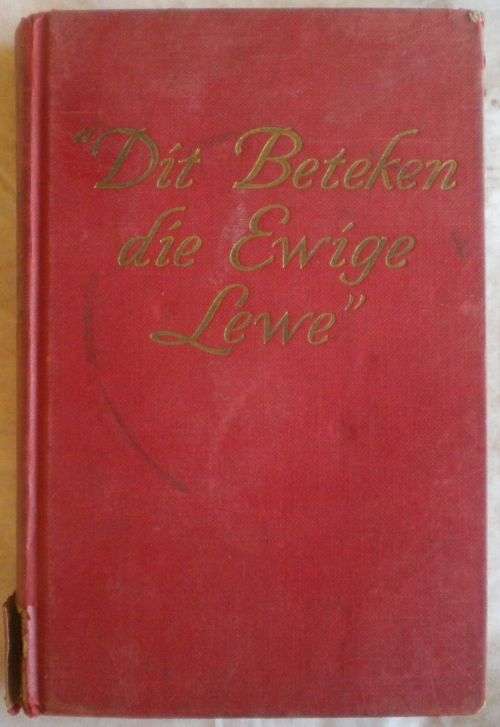 “Dit Beteken
die Ewige
Lewe”